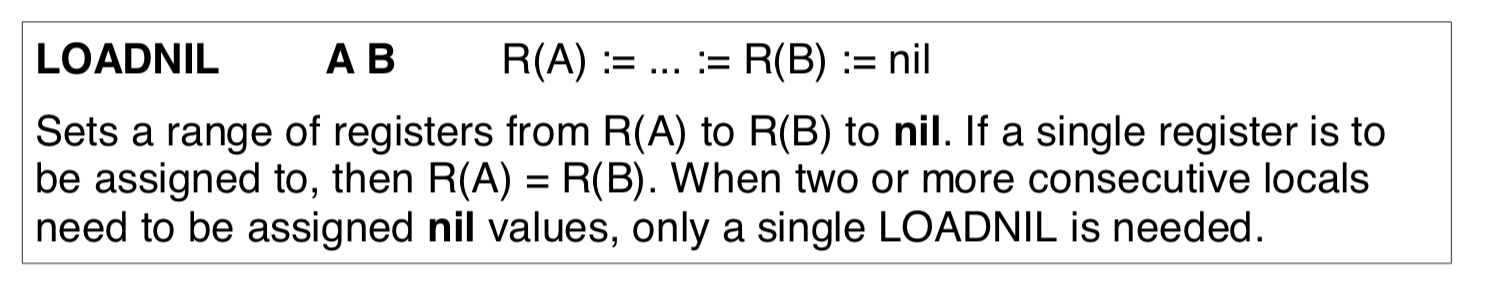 LOADNIL A B R(A) := ... := R(B) := nil
Sets a range of registers from R(A) to R(B) to nil. If a single register is to
be assigned to, then R(A) = R(B). When two or more consecutive locals
need to be assigned nil values, only a single LOADNIL is needed.